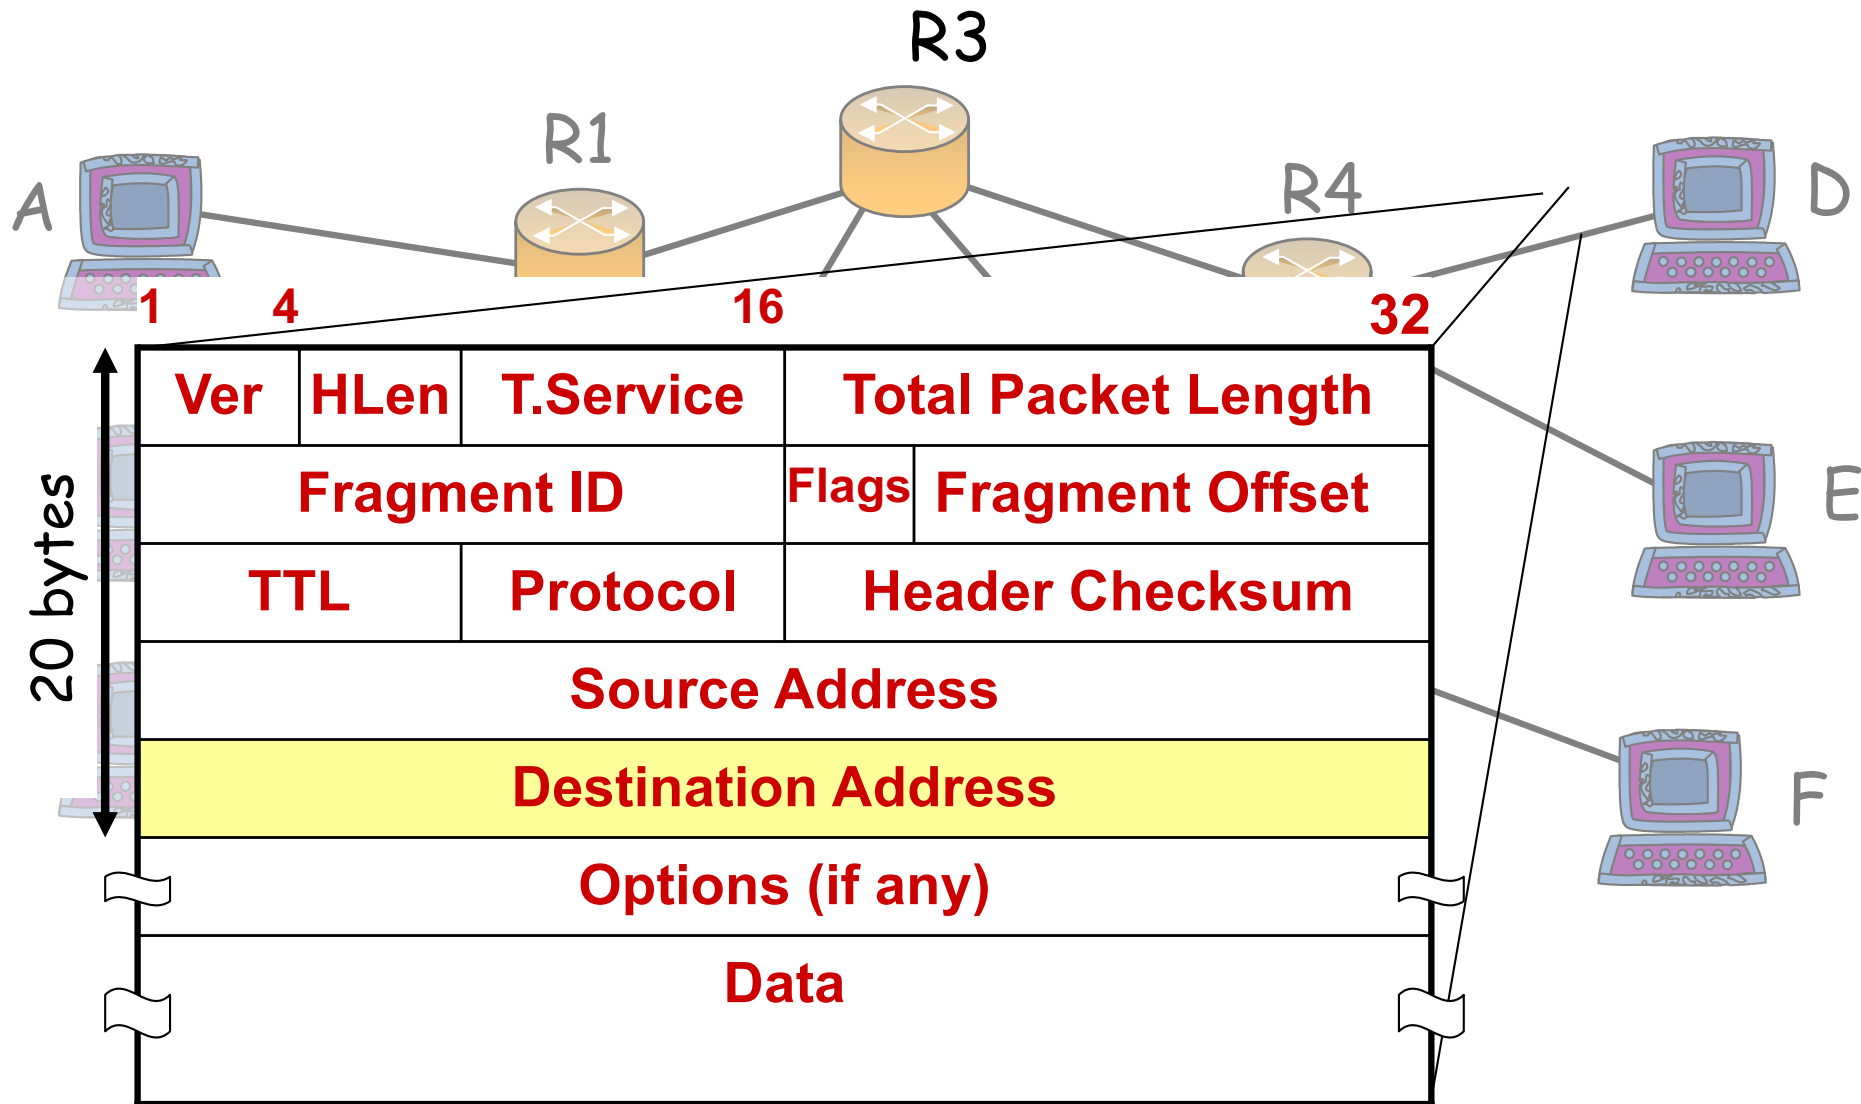 R3
R1
A
R4
D
1 4 16 32
Ver HLen T.Service Total Packet Length
Fragment ID Flags Fragment Offset
E
20 bytes
TTL Protocol Header Checksum
Source Address
Destination Address
F
Options (if any)
Data